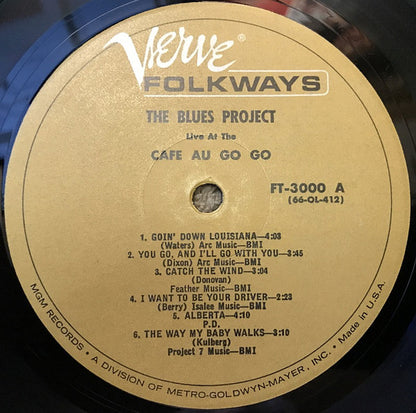 Verve®
FOLKWAYS
THE BLUES PROJECT
Live At The
CAFE AU GO GO
FT-3000 A
(66-OL-412)
1. GOIN' DOWN LOUISIANA—4:03
(Waters) Arc Music—BMI
2. YOU GO, AND I'LL GO WITH YOU—3:45
(Dixon) Arc Music—BMI
3. CATCH THE WIND—3:04
(Donovan)
Feather Music—BMI
4. I WANT TO BE YOUR DRIVER—2:23
(Berry) Isalee Music—BMI
5. ALBERTA—4:10
P.D.
6. THE WAY MY BABY WALKS—3:10
(Kulberg)
Project 7 Music—BMI
MGM RECORDS • A DIVISION OF METRO-GOLDWYN-MAYER, INC. • Made in U.S.A.